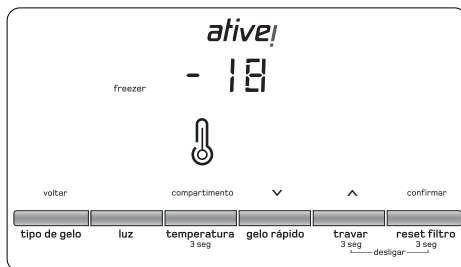 ative!
- 18
freezer
voltar compartimento confirmar
tipo de gelo luz temperatura gelo rápido travar reset filtro
3 seg 3 seg 3 seg
desligar